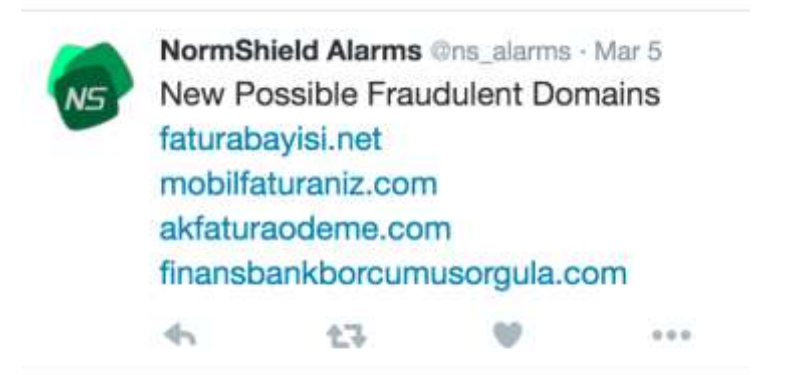 NormShield Alarms @ns_alarms · Mar 5
NS
New Possible Fraudulent Domains
faturabayisi.net
mobilfaturaniz.com
akfaturaodeme.com
finansbankborcumusorgula.com